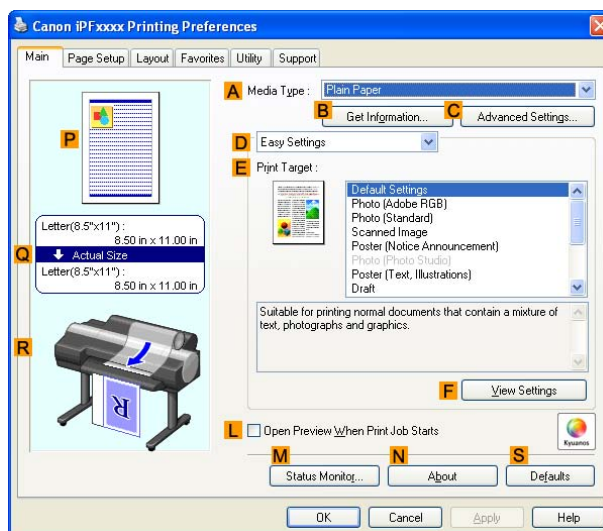 Canon iPFxxxx Printing Preferences
Main Page Setup Layout Favorites Utility Support
P
A Media Type : Plain Paper
B Get Information... C Advanced Settings...
D Easy Settings
E Print Target :
Default Settings
Photo (Adobe RGB)
Photo (Standard)
Scanned Image
Poster (Notice Announcement)
Photo (Photo Studio)
Poster (Text, Illustrations)
Draft
Letter(8.5"x11") :
8.50 in x 11.00 in
Q Actual Size
Letter(8.5"x11") :
8.50 in x 11.00 in
R
R
Suitable for printing normal documents that contain a mixture of
text, photographs and graphics.
F View Settings
L Open Preview When Print Job Starts
Kyuanos
M Status Monitor... N About S Defaults
OK Cancel Apply Help